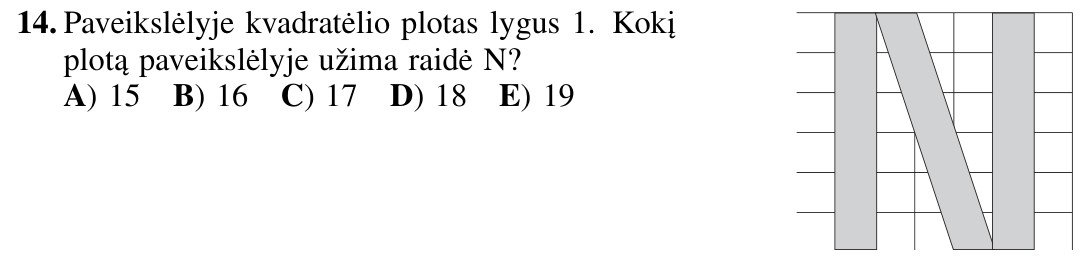 14. Paveikslėlyje kvadratėlio plotas lygus 1. Kokį
plotą paveikslėlyje užima raidė N?
A) 15 B) 16 C) 17 D) 18 E) 19